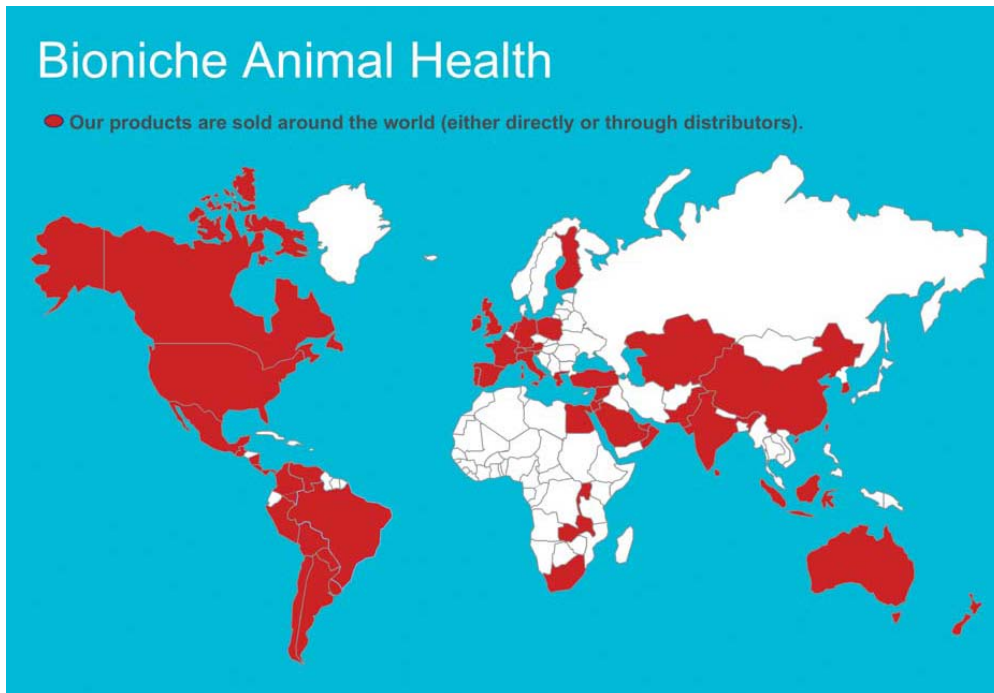 Bioniche Animal Health
Our products are sold around the world (either directly or through distributors).